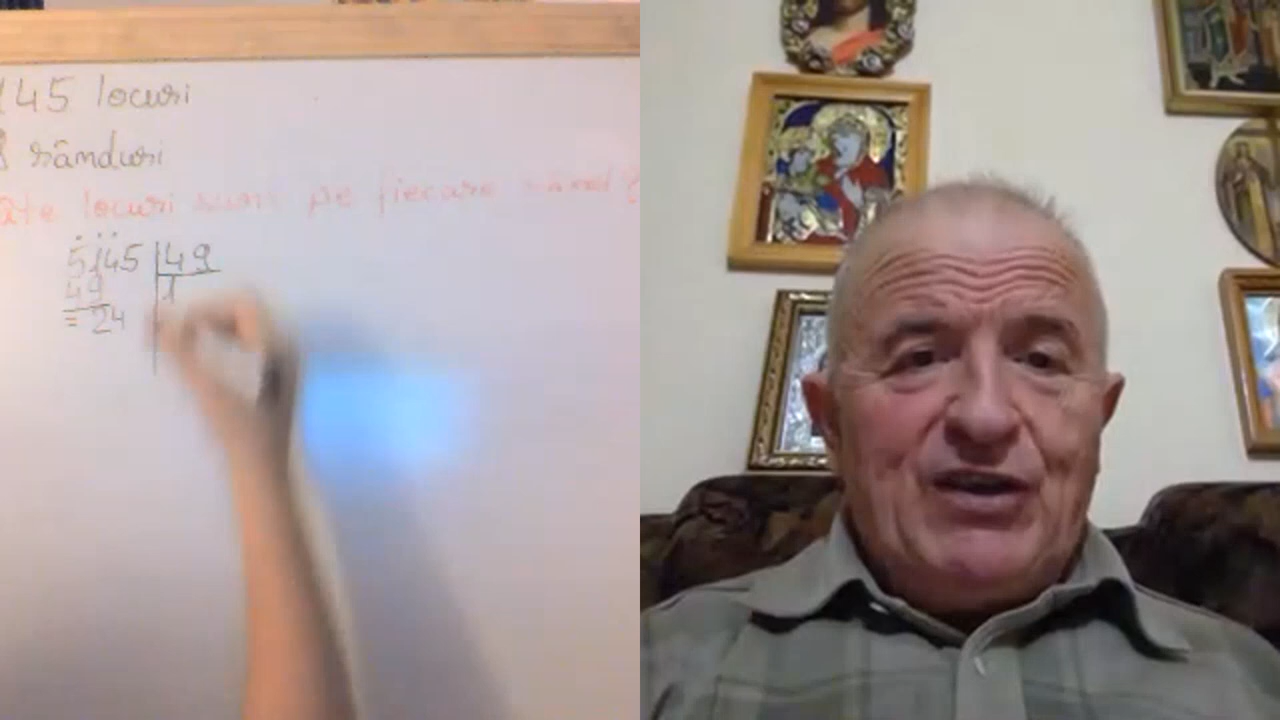 145 locuri
rânduri
locuri sunt pe fiecare rând?
5145 49
49 1
= 24